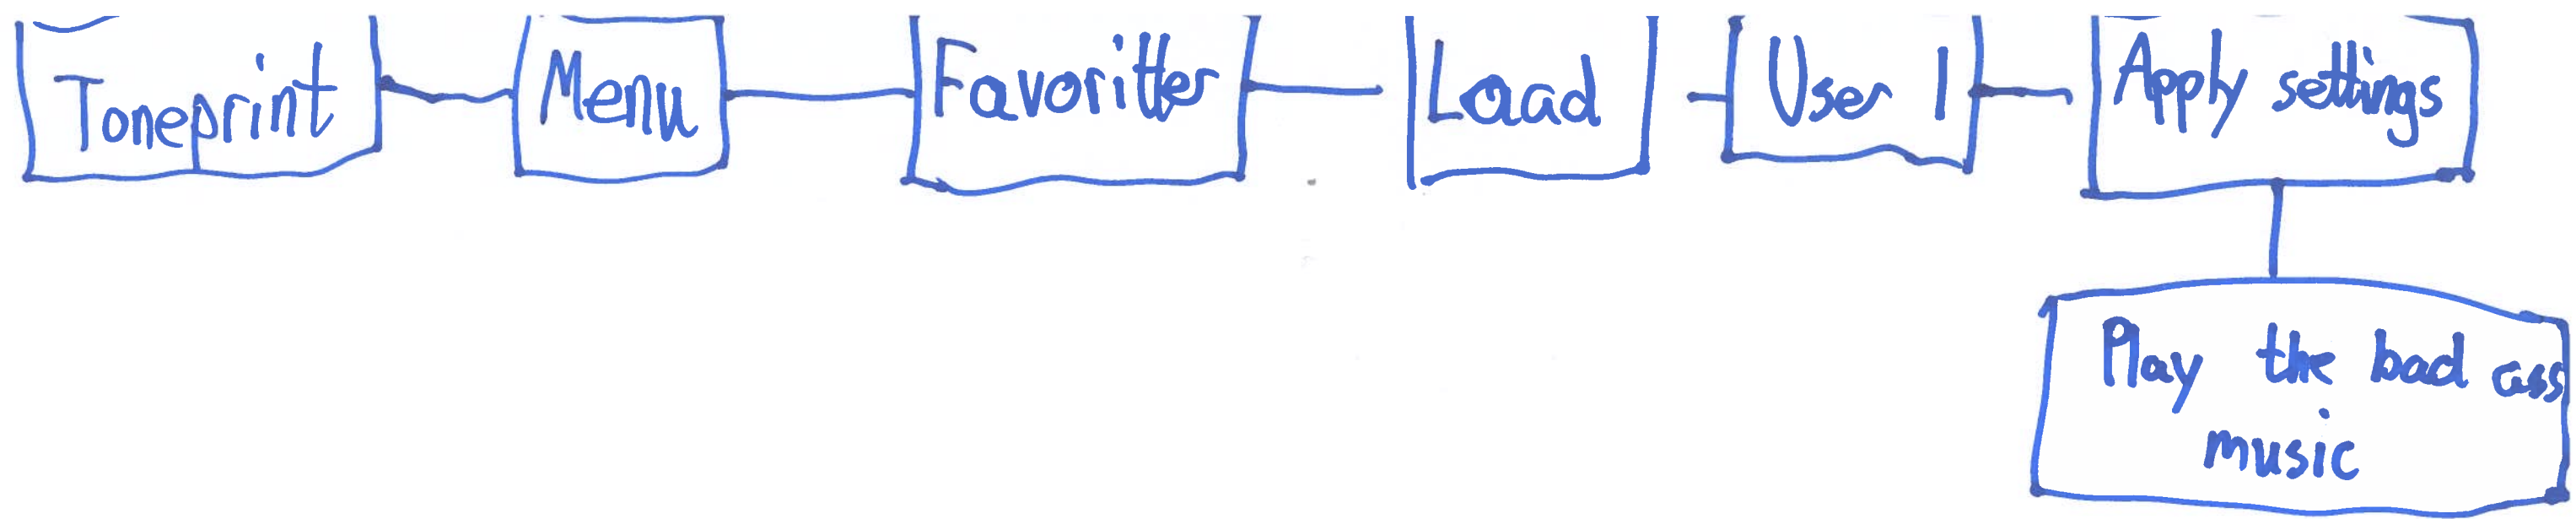 Toneprint
Menu
Favoritter
Load
User 1
Apply settings
Play the bad ass
music